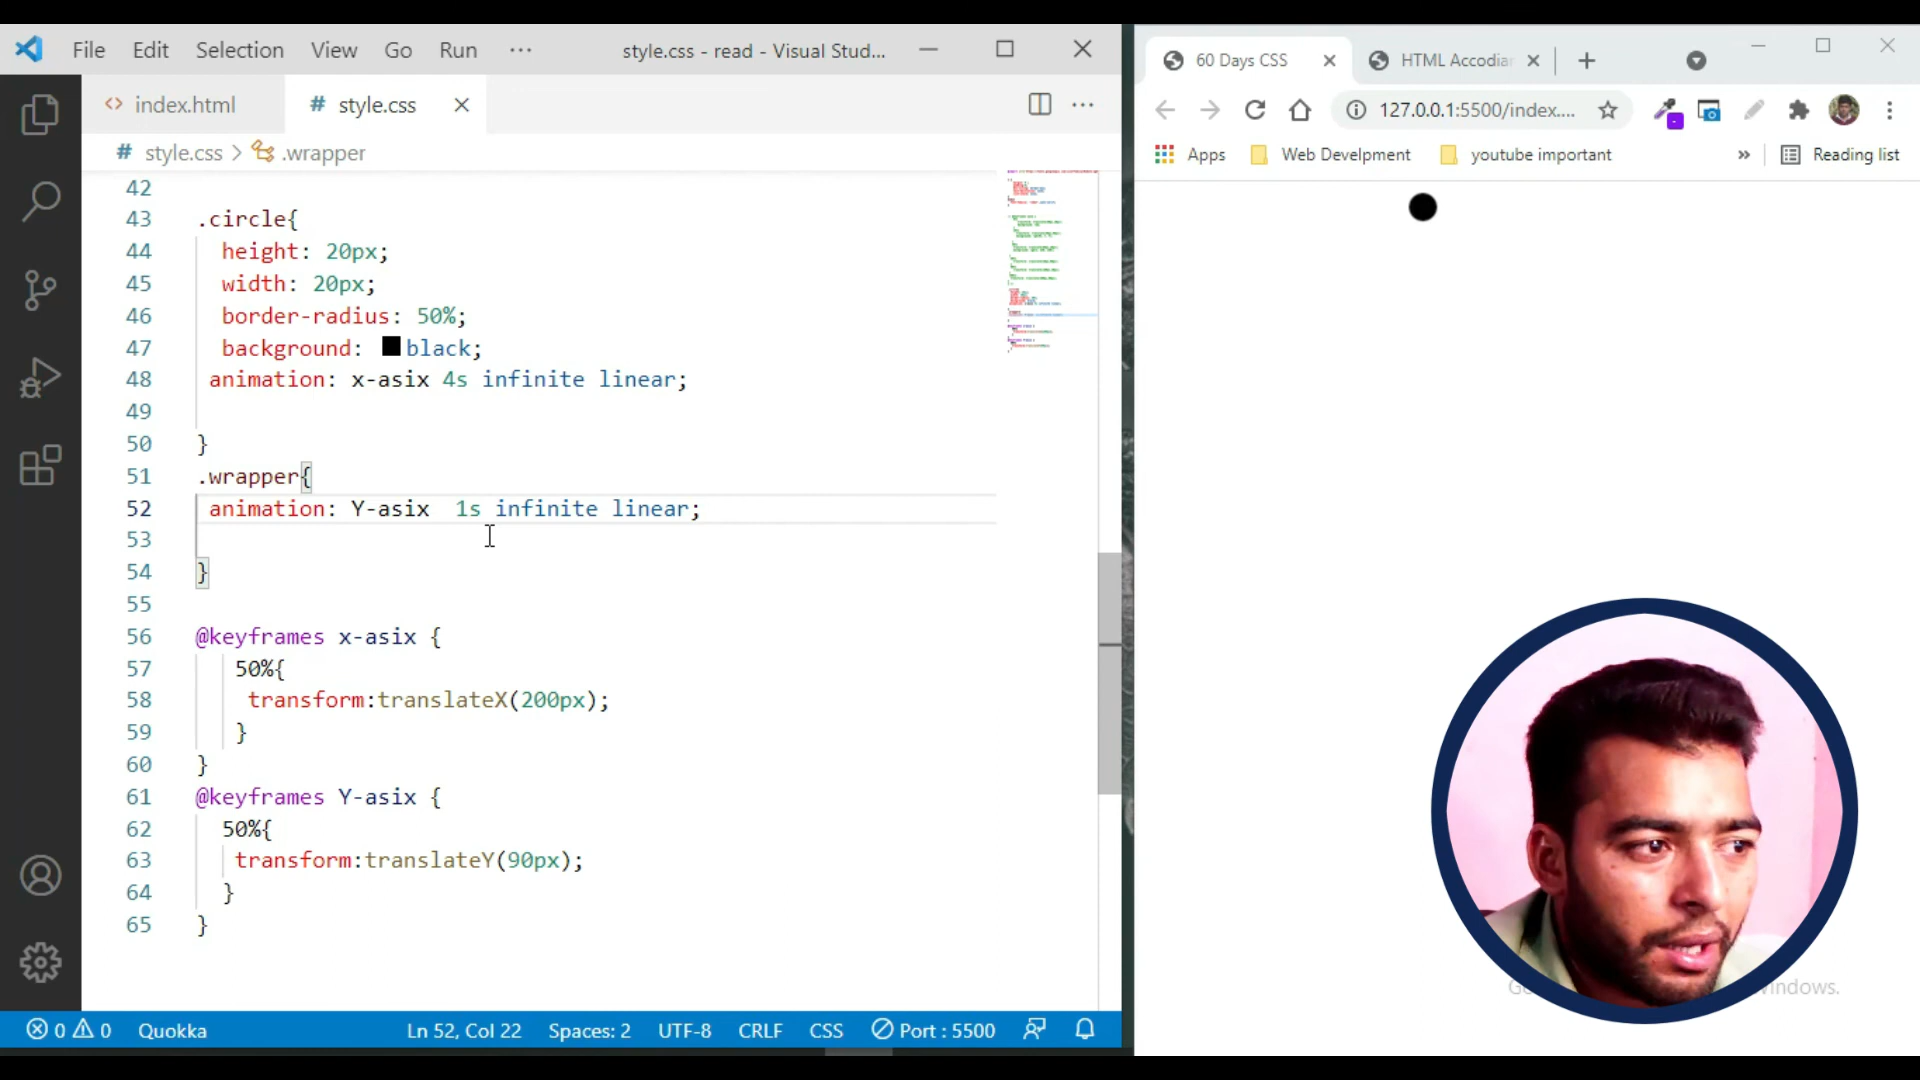 File Edit Selection View Go Run ··· style.css - read - Visual Stud...
index.html style.css
style.css > .wrapper
42
43 .circle{
44 height: 20px;
45 width: 20px;
46 border-radius: 50%;
47 background: black;
48 animation: x-asix 4s infinite linear;
49
50 }
51 .wrapper{
52 animation: Y-asix  1s infinite linear;
53
54 }
55
56 @keyframes x-asix {
57 50%{
58 transform:translateX(200px);
59 }
60 }
61 @keyframes Y-asix {
62 50%{
63 transform:translateY(90px);
64 }
65 }
0 0 Quokka Ln 52, Col 22 Spaces: 2 UTF-8 CRLF CSS Port : 5500
60 Days CSS HTML Accodia
127.0.0.1:5500/index....
Apps Web Develpment youtube important » Reading list